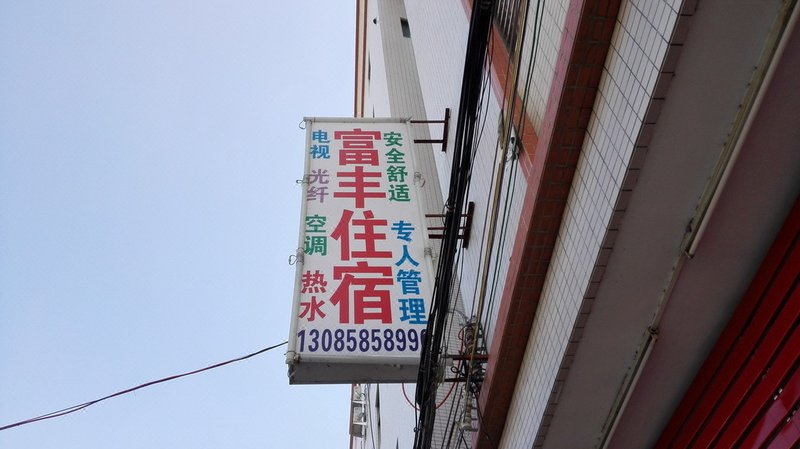 富丰住宿
电视
光纤
空调
热水
安全舒适
专人管理
1308585899